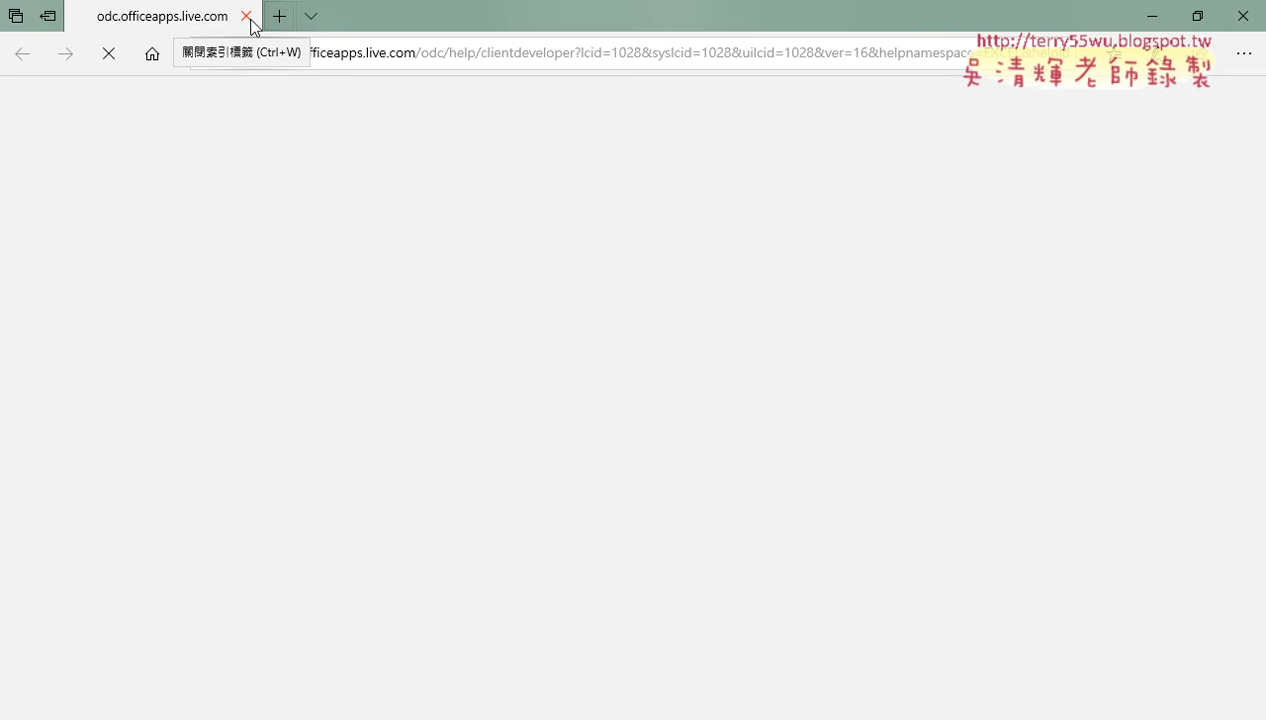 odc.officeapps.live.com
關閉索引標籤 (Ctrl+W)
fficeapps.live.com/odc/help/clientdeveloper?lcid=1028&syslcid=1028&uilcid=1028&ver=16&helpnamespace=EXCEL
http://terry55wu.blogspot.tw
吳清輝老師錄製